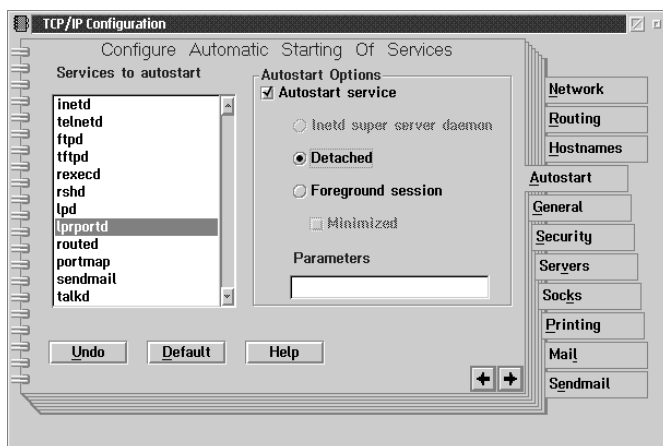 TCP/IP Configuration
Configure Automatic Starting Of Services
Services to autostart
inetd
telnetd
ftpd
tftpd
rexecd
rshd
lpd
lprportd
routed
portmap
sendmail
talkd
Autostart Options
Autostart service
Inetd super server daemon
Detached
Foreground session
Minimized
Parameters
Undo Default Help
Network
Routing
Hostnames
Autostart
General
Security
Servers
Socks
Printing
Mail
Sendmail